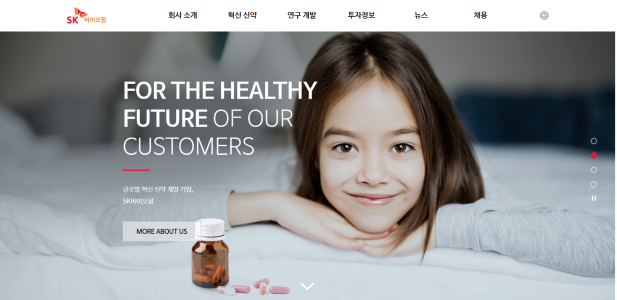 SK 바이오팜
회사 소개
혁신 신약
연구 개발
투자정보
뉴스
채용
FOR THE HEALTHY
FUTURE OF OUR
CUSTOMERS
글로벌 혁신 신약 개발 기업,
SK바이오팜
MORE ABOUT US